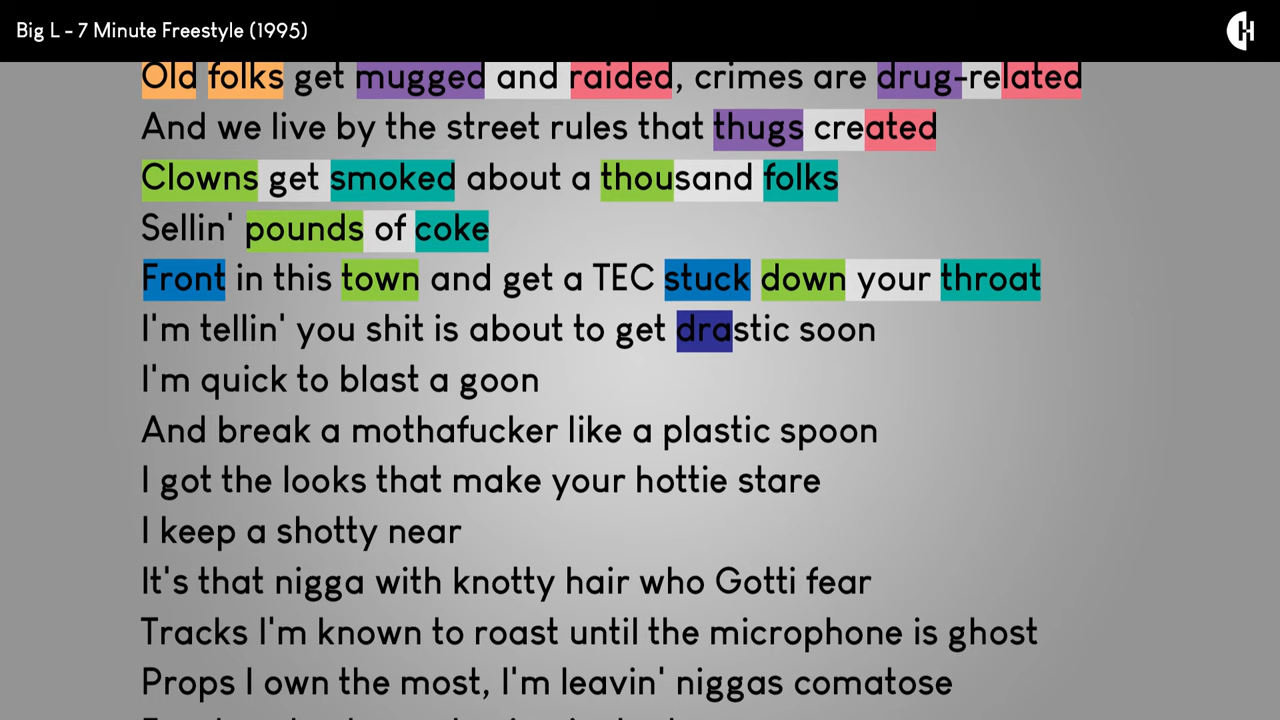 Big L - 7 Minute Freestyle (1995)
Old folks get mugged and raided, crimes are drug-related
And we live by the street rules that thugs created
Clowns get smoked about a thousand folks
Sellin' pounds of coke
Front in this town and get a TEC stuck down your throat
I'm tellin' you shit is about to get drastic soon
I'm quick to blast a goon
And break a mothafucker like a plastic spoon
I got the looks that make your hottie stare
I keep a shotty near
It's that nigga with knotty hair who Gotti fear
Tracks I'm known to roast until the microphone is ghost
Props I own the most, I'm leavin' niggas comatose